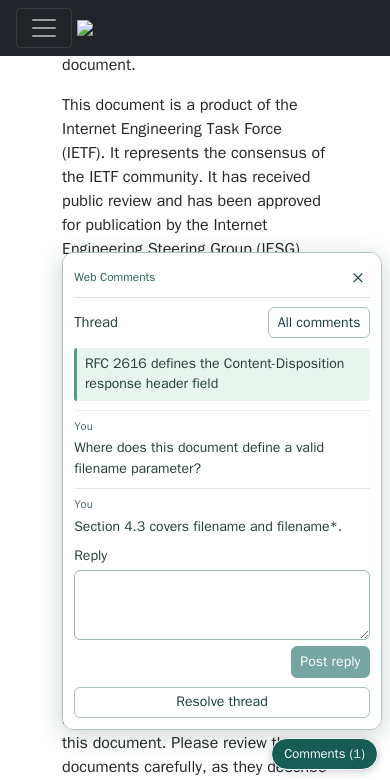 document.
This document is a product of the
Internet Engineering Task Force
(IETF). It represents the consensus of
the IETF community. It has received
public review and has been approved
for publication by the Internet
Engineering Steering Group (IESG).
Web Comments
×
Thread
All comments
RFC 2616 defines the Content-Disposition
response header field
You
Where does this document define a valid
filename parameter?
You
Section 4.3 covers filename and filename*.
Reply
Post reply
Resolve thread
this document. Please review
Comments (1)
documents carefully, as they describe